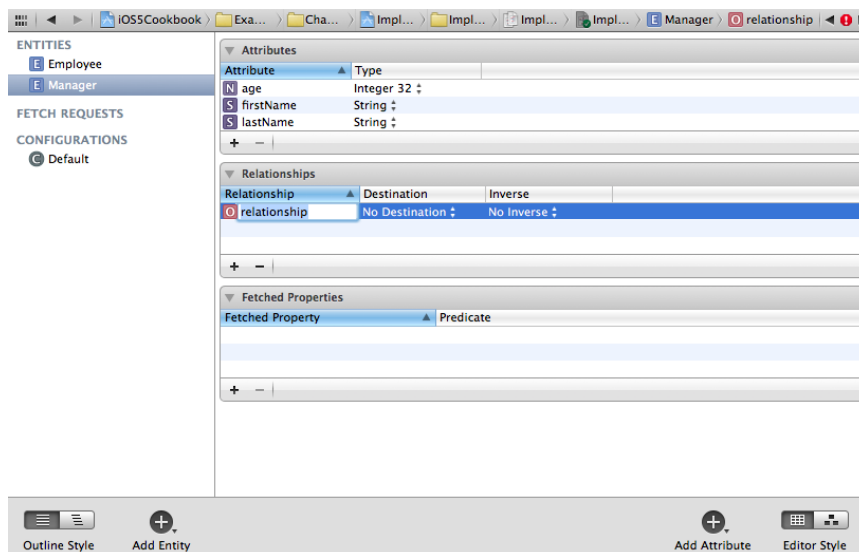 iOS5Cookbook Exa... Cha... Impl... Impl... Impl... Impl... E Manager O relationship
ENTITIES
E Employee
E Manager
FETCH REQUESTS
CONFIGURATIONS
C Default
Attributes
Attribute Type
N age Integer 32
S firstName String
S lastName String
+ −
Relationships
Relationship Destination Inverse
O relationship No Destination No Inverse
+ −
Fetched Properties
Fetched Property Predicate
+ −
Outline Style Add Entity Add Attribute Editor Style